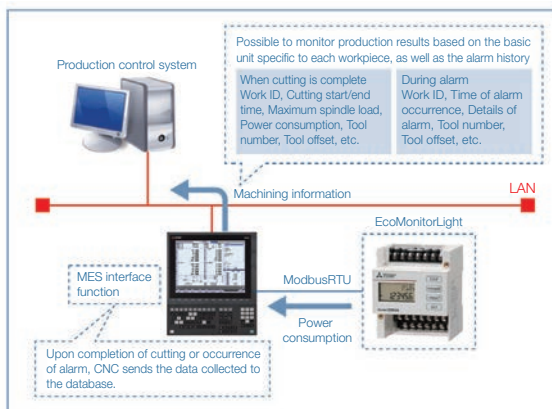 Possible to monitor production results based on the basic
unit specific to each workpiece, as well as the alarm history
Production control system
When cutting is complete
Work ID, Cutting start/end
time, Maximum spindle load,
Power consumption, Tool
number, Tool offset, etc.
During alarm
Work ID, Time of alarm
occurrence, Details of
alarm, Tool number,
Tool offset, etc.
Machining information
LAN
EcoMonitorLight
MES interface
function
ModbusRTU
Power
consumption
Upon completion of cutting or occurrence
of alarm, CNC sends the data collected to
the database.